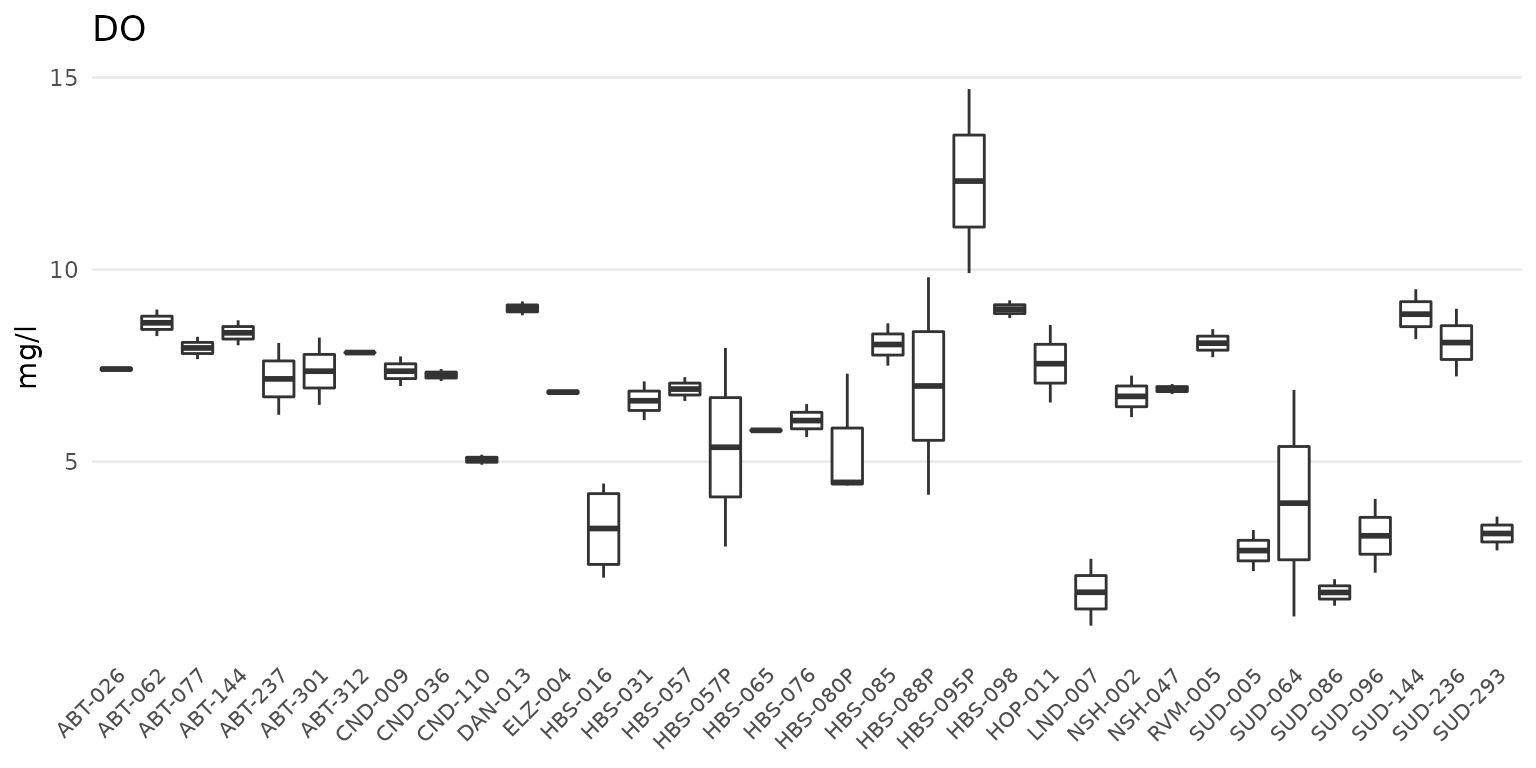 DO
15
10
5
mg/l
ABT-026
ABT-062
ABT-077
ABT-144
ABT-237
ABT-301
ABT-312
CND-009
CND-036
CND-110
DAN-013
ELZ-004
HBS-016
HBS-031
HBS-057
HBS-057P
HBS-065
HBS-076
HBS-080P
HBS-085
HBS-088P
HBS-095P
HBS-098
HOP-011
LND-007
NSH-002
NSH-047
RVM-005
SUD-005
SUD-064
SUD-086
SUD-096
SUD-144
SUD-236
SUD-293